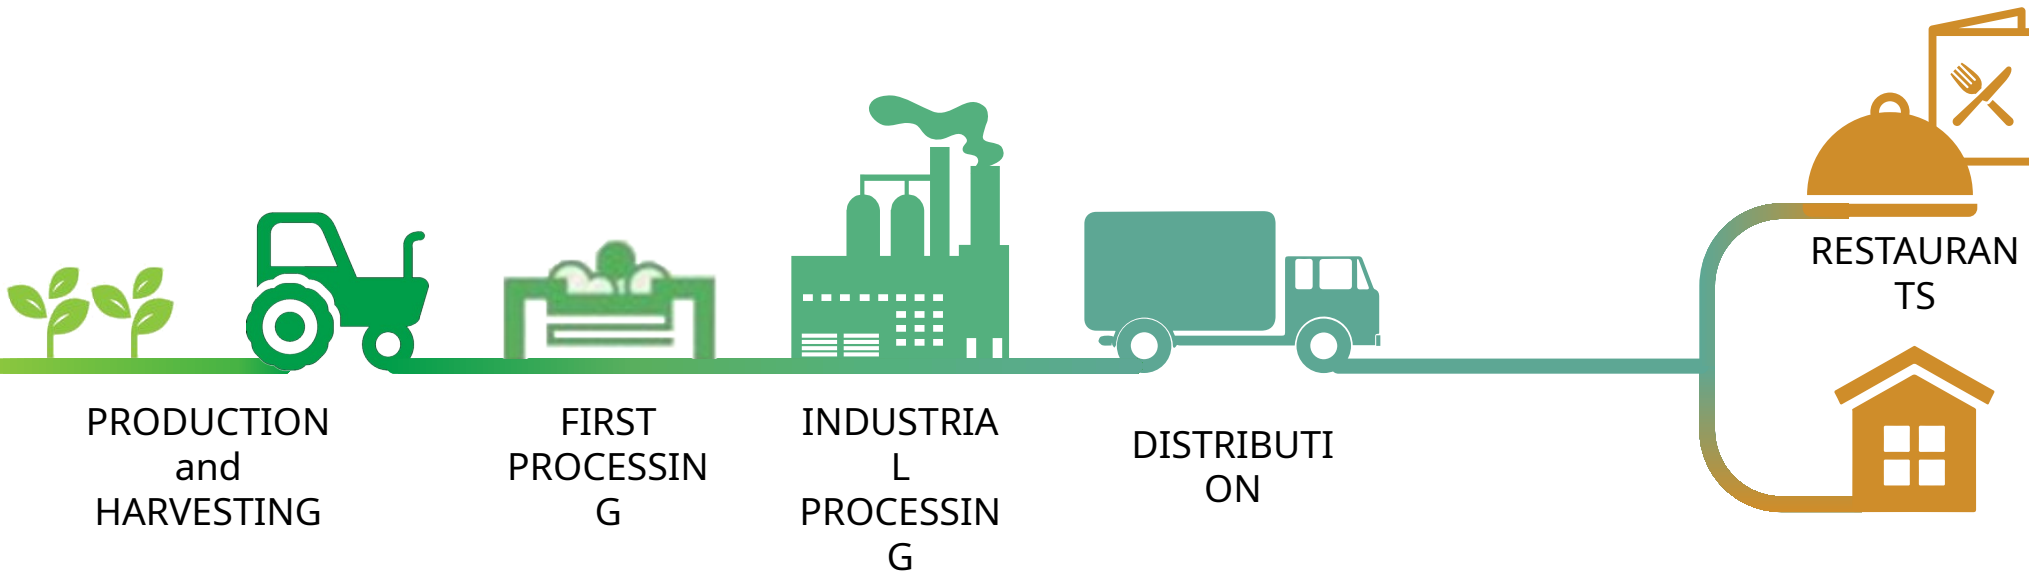 PRODUCTION
and
HARVESTING
FIRST
PROCESSIN
G
INDUSTRIA
L
PROCESSIN
G
DISTRIBUTI
ON
RESTAURAN
TS